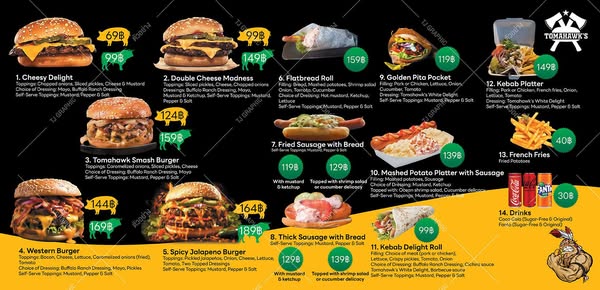 TOMAHAWK'S
69฿
99฿
1. Cheesy Delight
Toppings: Chopped onions, Sliced pickles, Cheese & Mustard
Choice of Dressing: Mayo, Buffalo Ranch Dressing
Self-Serve Toppings: Mustard, Pepper & Salt
99฿
149฿
2. Double Cheese Madness
Toppings: Sliced pickles, Cheese, Chopped onions
Dressings: Buffalo Ranch Dressing, Mayo,
Mustard & Ketchup, Self-Serve Toppings: Mustard, Pepper & Salt
124฿
159฿
3. Tomahawk Smash Burger
Toppings: Caramelized onions, Sliced pickles, Cheese
Choice of Dressings: Buffalo Ranch Dressing, Mayo
Self-Serve Toppings: Mustard, Pepper & Salt
144฿
169฿
4. Western Burger
Toppings: Bacon, Cheese, Lettuce, Caramelized onions (fried),
Tomato
Choice of Dressings: Buffalo Ranch Dressing, Mayo, Pickles
Self-Serve Toppings: Mustard, Pepper & Salt
164฿
189฿
5. Spicy Jalapeno Burger
Toppings: Pickled jalapeños, Onion, Cheese, Lettuce,
Tomato, Two Topped Dressings
Choice of Dressings: Buffalo Ranch Dressing, Mayo
Self-Serve Toppings: Mustard, Pepper & Salt
159฿
6. Flatbread Roll
Filling: Bread, Mashed potatoes, Shrimp salad
Onion, Tomato, Cucumber
Choice of Dressing: Hot Mustard, Ketchup,
Lettuce
Self-Serve Toppings: Mustard, Pepper & Salt
7. Fried Sausage with Bread
Self-Serve Toppings: Mustard, Pepper & Salt
119฿
129฿
With mustard
& ketchup
Topped with shrimp salad
or cucumber delicacy
8. Thick Sausage with Bread
Self-Serve Toppings: Mustard, Pepper & Salt
129฿
139฿
With mustard
& ketchup
Topped with shrimp salad
or cucumber delicacy
119฿
9. Golden Pita Pocket
Filling: Pork or Chicken, Lettuce, Onion,
Cucumber, Tomato
Dressing: Tomahawk's White Delight
Self-Serve Toppings: Mustard, Pepper & Salt
139฿
10. Mashed Potato Platter with Sausage
Filling: Mashed potatoes, Sausage
Choice of Dressing: Mustard, Ketchup
Self-Serve Toppings: Mustard, Pepper & Salt
99฿
11. Kebab Delight Roll
Filling: Choice of meat (pork or chicken),
Lettuce, Crispy pickles, Tomato, Onion
Tomahawk's White Delight, Barbecue sauce
Self-Serve Toppings: Mustard, Pepper & Salt
149฿
12. Kebab Platter
Filling: Pork or Chicken, French fries, Onion,
Lettuce, Tomato
Dressing: Tomahawk's White Delight
Self-Serve Toppings: Mustard, Pepper & Salt
40฿
13. French Fries
Fried Potatoes
30฿
14. Drinks
Coca Cola (Sugar-Free & Original)
Fanta (Sugar-Free & Original)